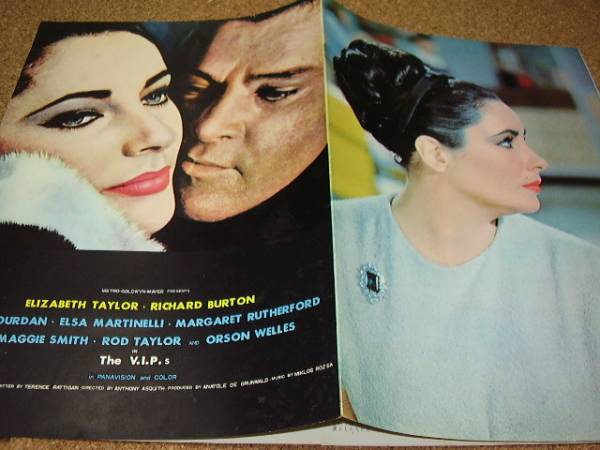 METRO-GOLDWYN-MAYER PRESENTS
ELIZABETH TAYLOR · RICHARD BURTON
OURDAN · ELSA MARTINELLI · MARGARET RUTHERFORD
MAGGIE SMITH · ROD TAYLOR AND ORSON WELLES
IN
The V.I.P.s
in PANAVISION and COLOR
TTEN BY TERENCE RATTIGAN · DIRECTED BY ANTHONY ASQUITH · PRODUCED BY ANATOLE DE GRUNWALD · MUSIC BY MIKLOS ROZSA